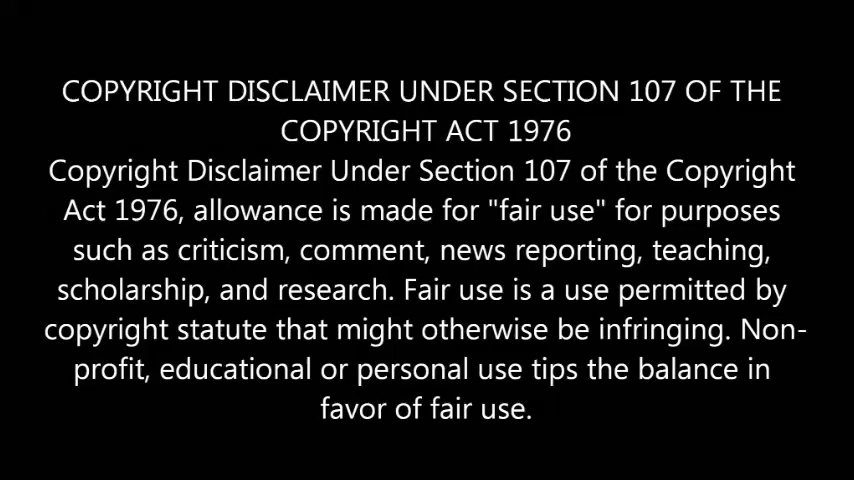 COPYRIGHT DISCLAIMER UNDER SECTION 107 OF THE
COPYRIGHT ACT 1976
Copyright Disclaimer Under Section 107 of the Copyright
Act 1976, allowance is made for "fair use" for purposes
such as criticism, comment, news reporting, teaching,
scholarship, and research. Fair use is a use permitted by
copyright statute that might otherwise be infringing. Non-
profit, educational or personal use tips the balance in
favor of fair use.